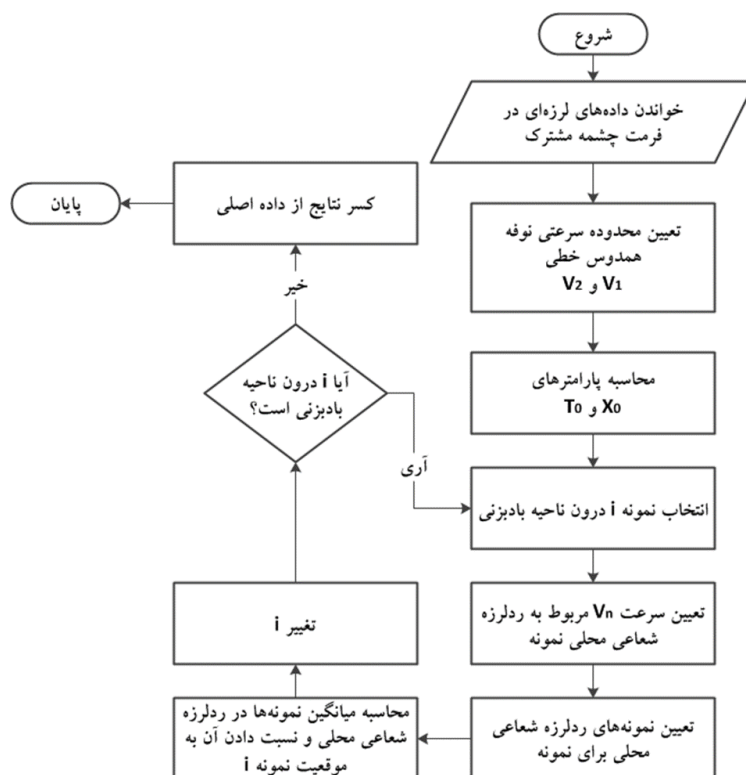 شروع
خواندن داده‌های لرزه‌ای در
فرمت چشمه مشترک
تعیین محدوده سرعتی نوفه
همدوس خطی
V1 و V2
محاسبه پارامترهای
X0 و T0
انتخاب نمونه i درون ناحیه بادبزنی
تعیین سرعت Vn مربوط به ردلرزه
شعاعی محلی نمونه
تعیین نمونه‌های ردلرزه شعاعی
محلی برای نمونه
محاسبه میانگین نمونه‌ها در ردلرزه
شعاعی محلی و نسبت دادن آن به
موقعیت نمونه i
تغییر i
آیا i درون ناحیه
بادبزنی است؟
آری
خیر
کسر نتایج از داده اصلی
پایان